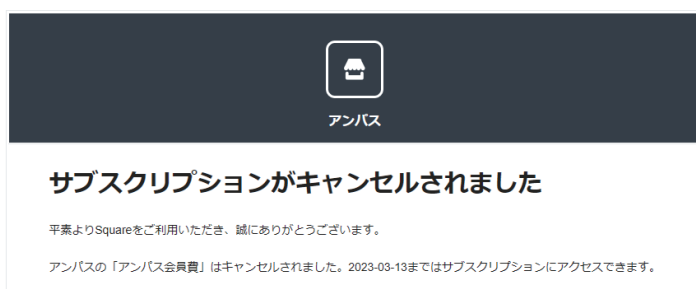 アンパス
サブスクリプションがキャンセルされました
平素よりSquareをご利用いただき、誠にありがとうございます。
アンパスの「アンパス会員費」はキャンセルされました。2023-03-13まではサブスクリプションにアクセスできます。